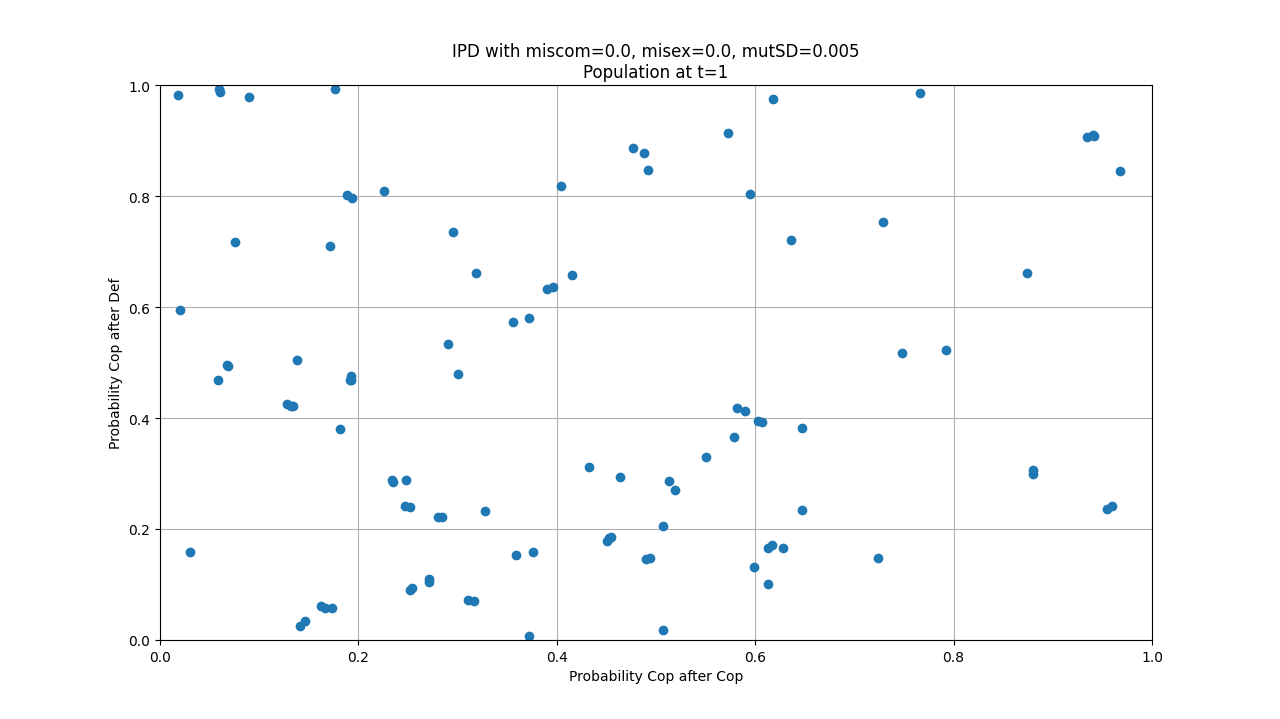 IPD with miscom=0.0, misex=0.0, mutSD=0.005
Population at t=1
1.0
0.8
0.6
0.4
0.2
0.0
Probability Cop after Def
0.0 0.2 0.4 0.6 0.8 1.0
Probability Cop after Cop